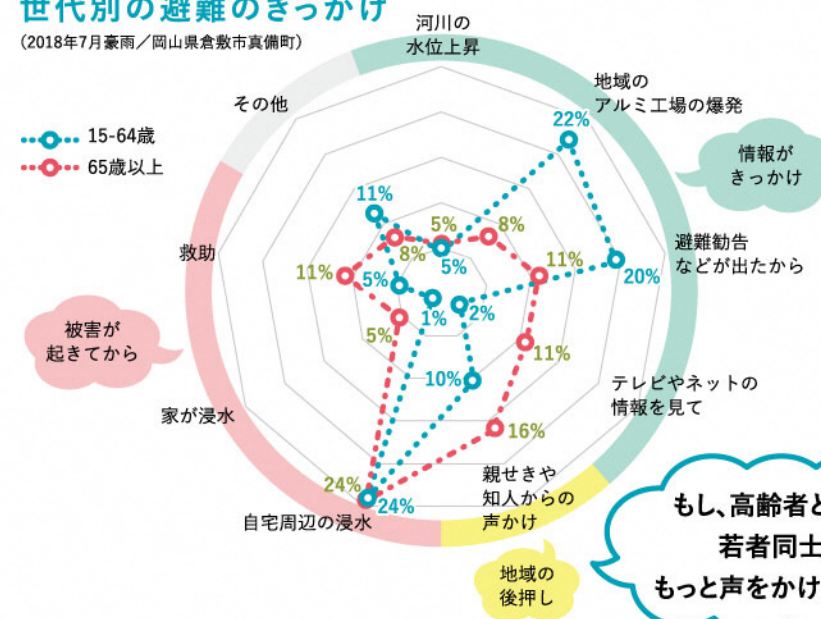 世代別の避難のきっかけ
（2018年7月豪雨／岡山県倉敷市真備町）
15-64歳
65歳以上
河川の
水位上昇
地域の
アルミ工場の爆発
避難勧告
などが出たから
テレビやネットの
情報を見て
親せきや
知人からの
声かけ
自宅周辺の浸水
家が浸水
救助
その他
5%
5%
22%
8%
20%
11%
2%
11%
10%
16%
24%
24%
1%
5%
5%
11%
11%
8%
情報が
きっかけ
被害が
起きてから
地域の
後押し
もし、高齢者と
若者同士
もっと声をかけ